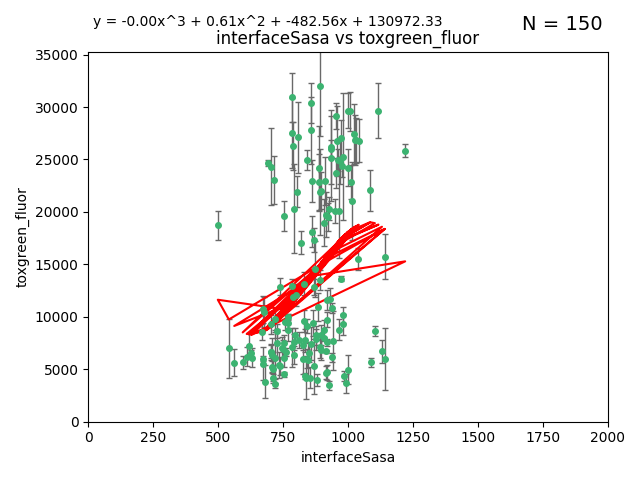 y = -0.00x^3 + 0.61x^2 + -482.56x + 130972.33
N = 150
interfaceSasa vs toxgreen_fluor
35000
30000
25000
20000
15000
10000
5000
0
toxgreen_fluor
0 250 500 750 1000 1250 1500 1750 2000
interfaceSasa